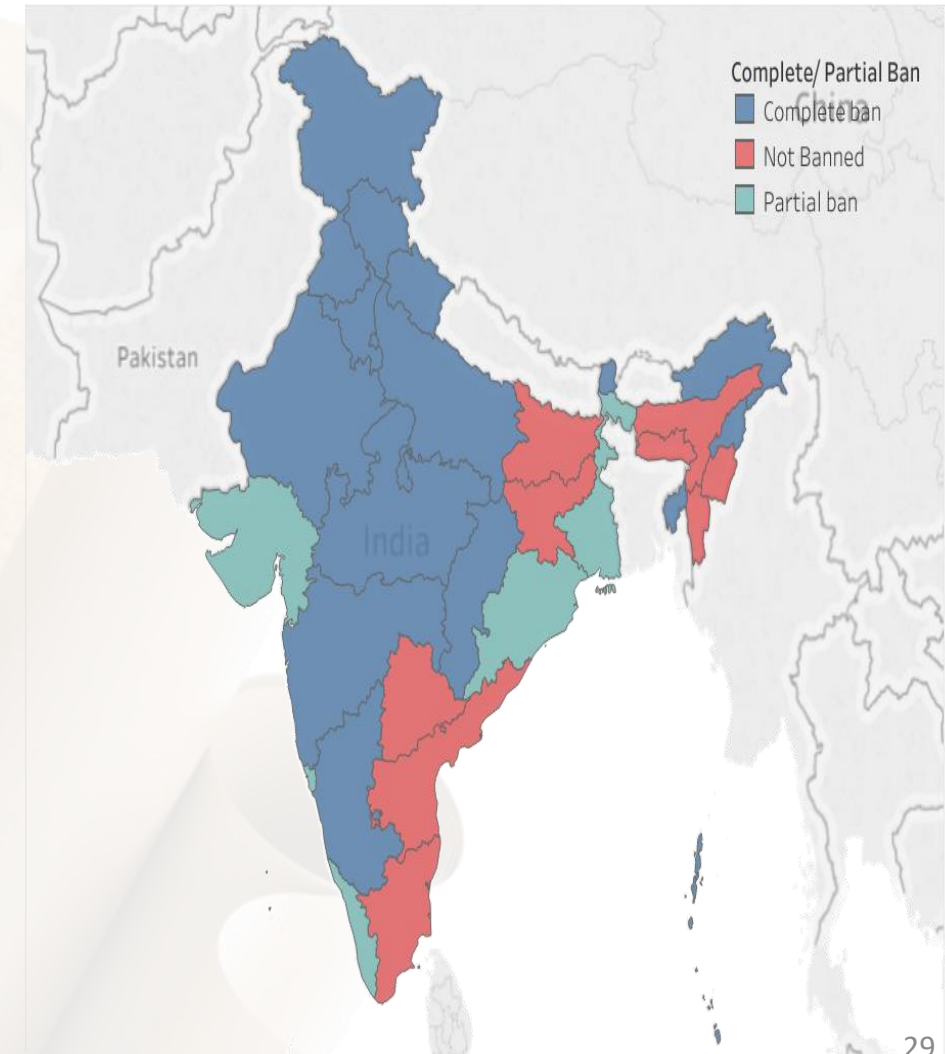 Complete/ Partial Ban
China
Complete ban
Not Banned
Partial ban
Pakistan
India
29